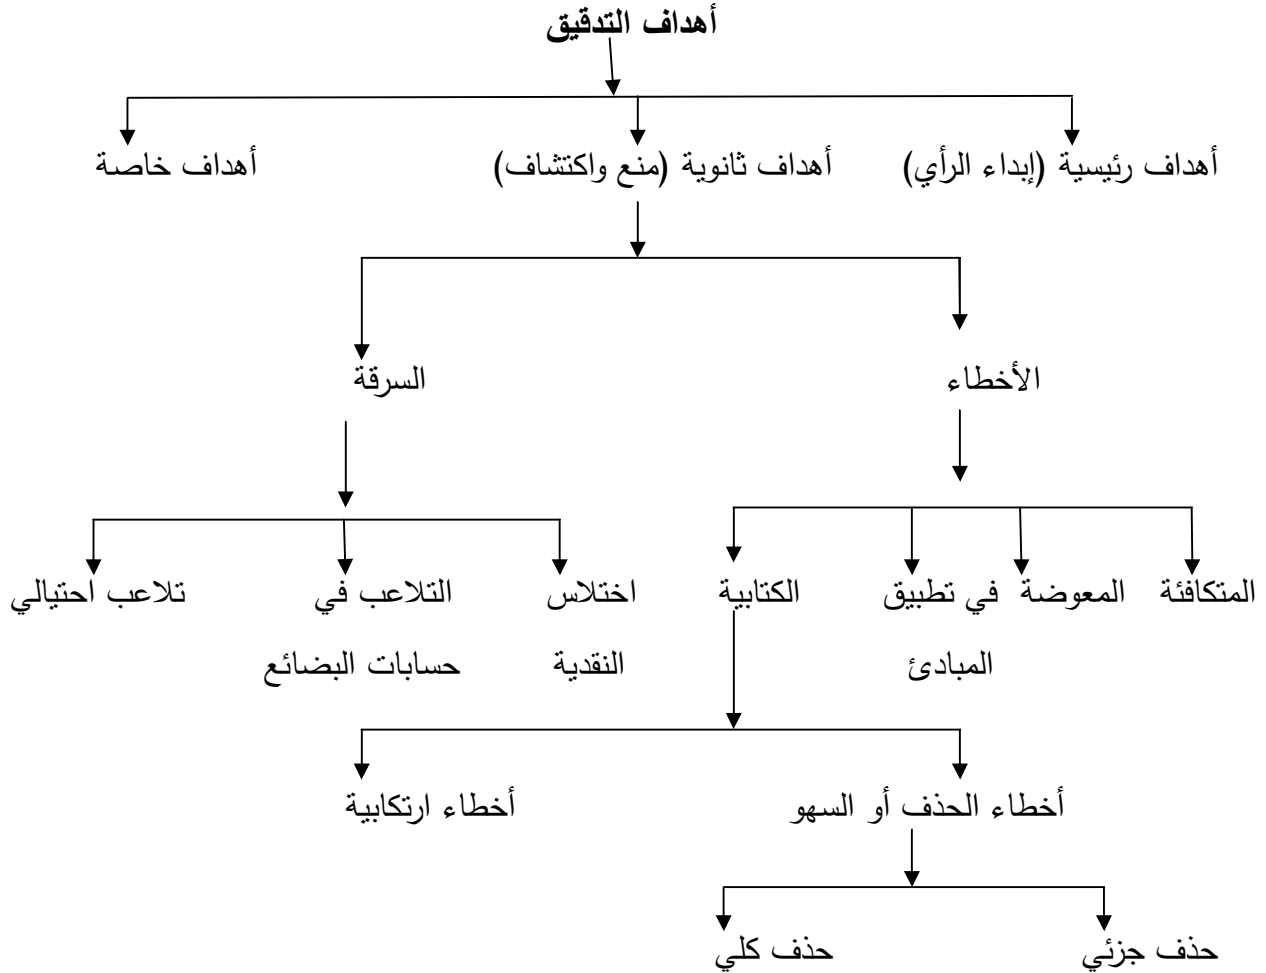 أهداف التدقيق
أهداف رئيسية (إبداء الرأي) أهداف ثانوية (منع واكتشاف) أهداف خاصة
الأخطاء السرقة
المتكافئة المعوضة في تطبيق الكتابية اختلاس التلاعب في تلاعب احتيالي
المبادئ النقدية حسابات البضائع
أخطاء الحذف أو السهو أخطاء ارتكابية
حذف جزئي حذف كلي